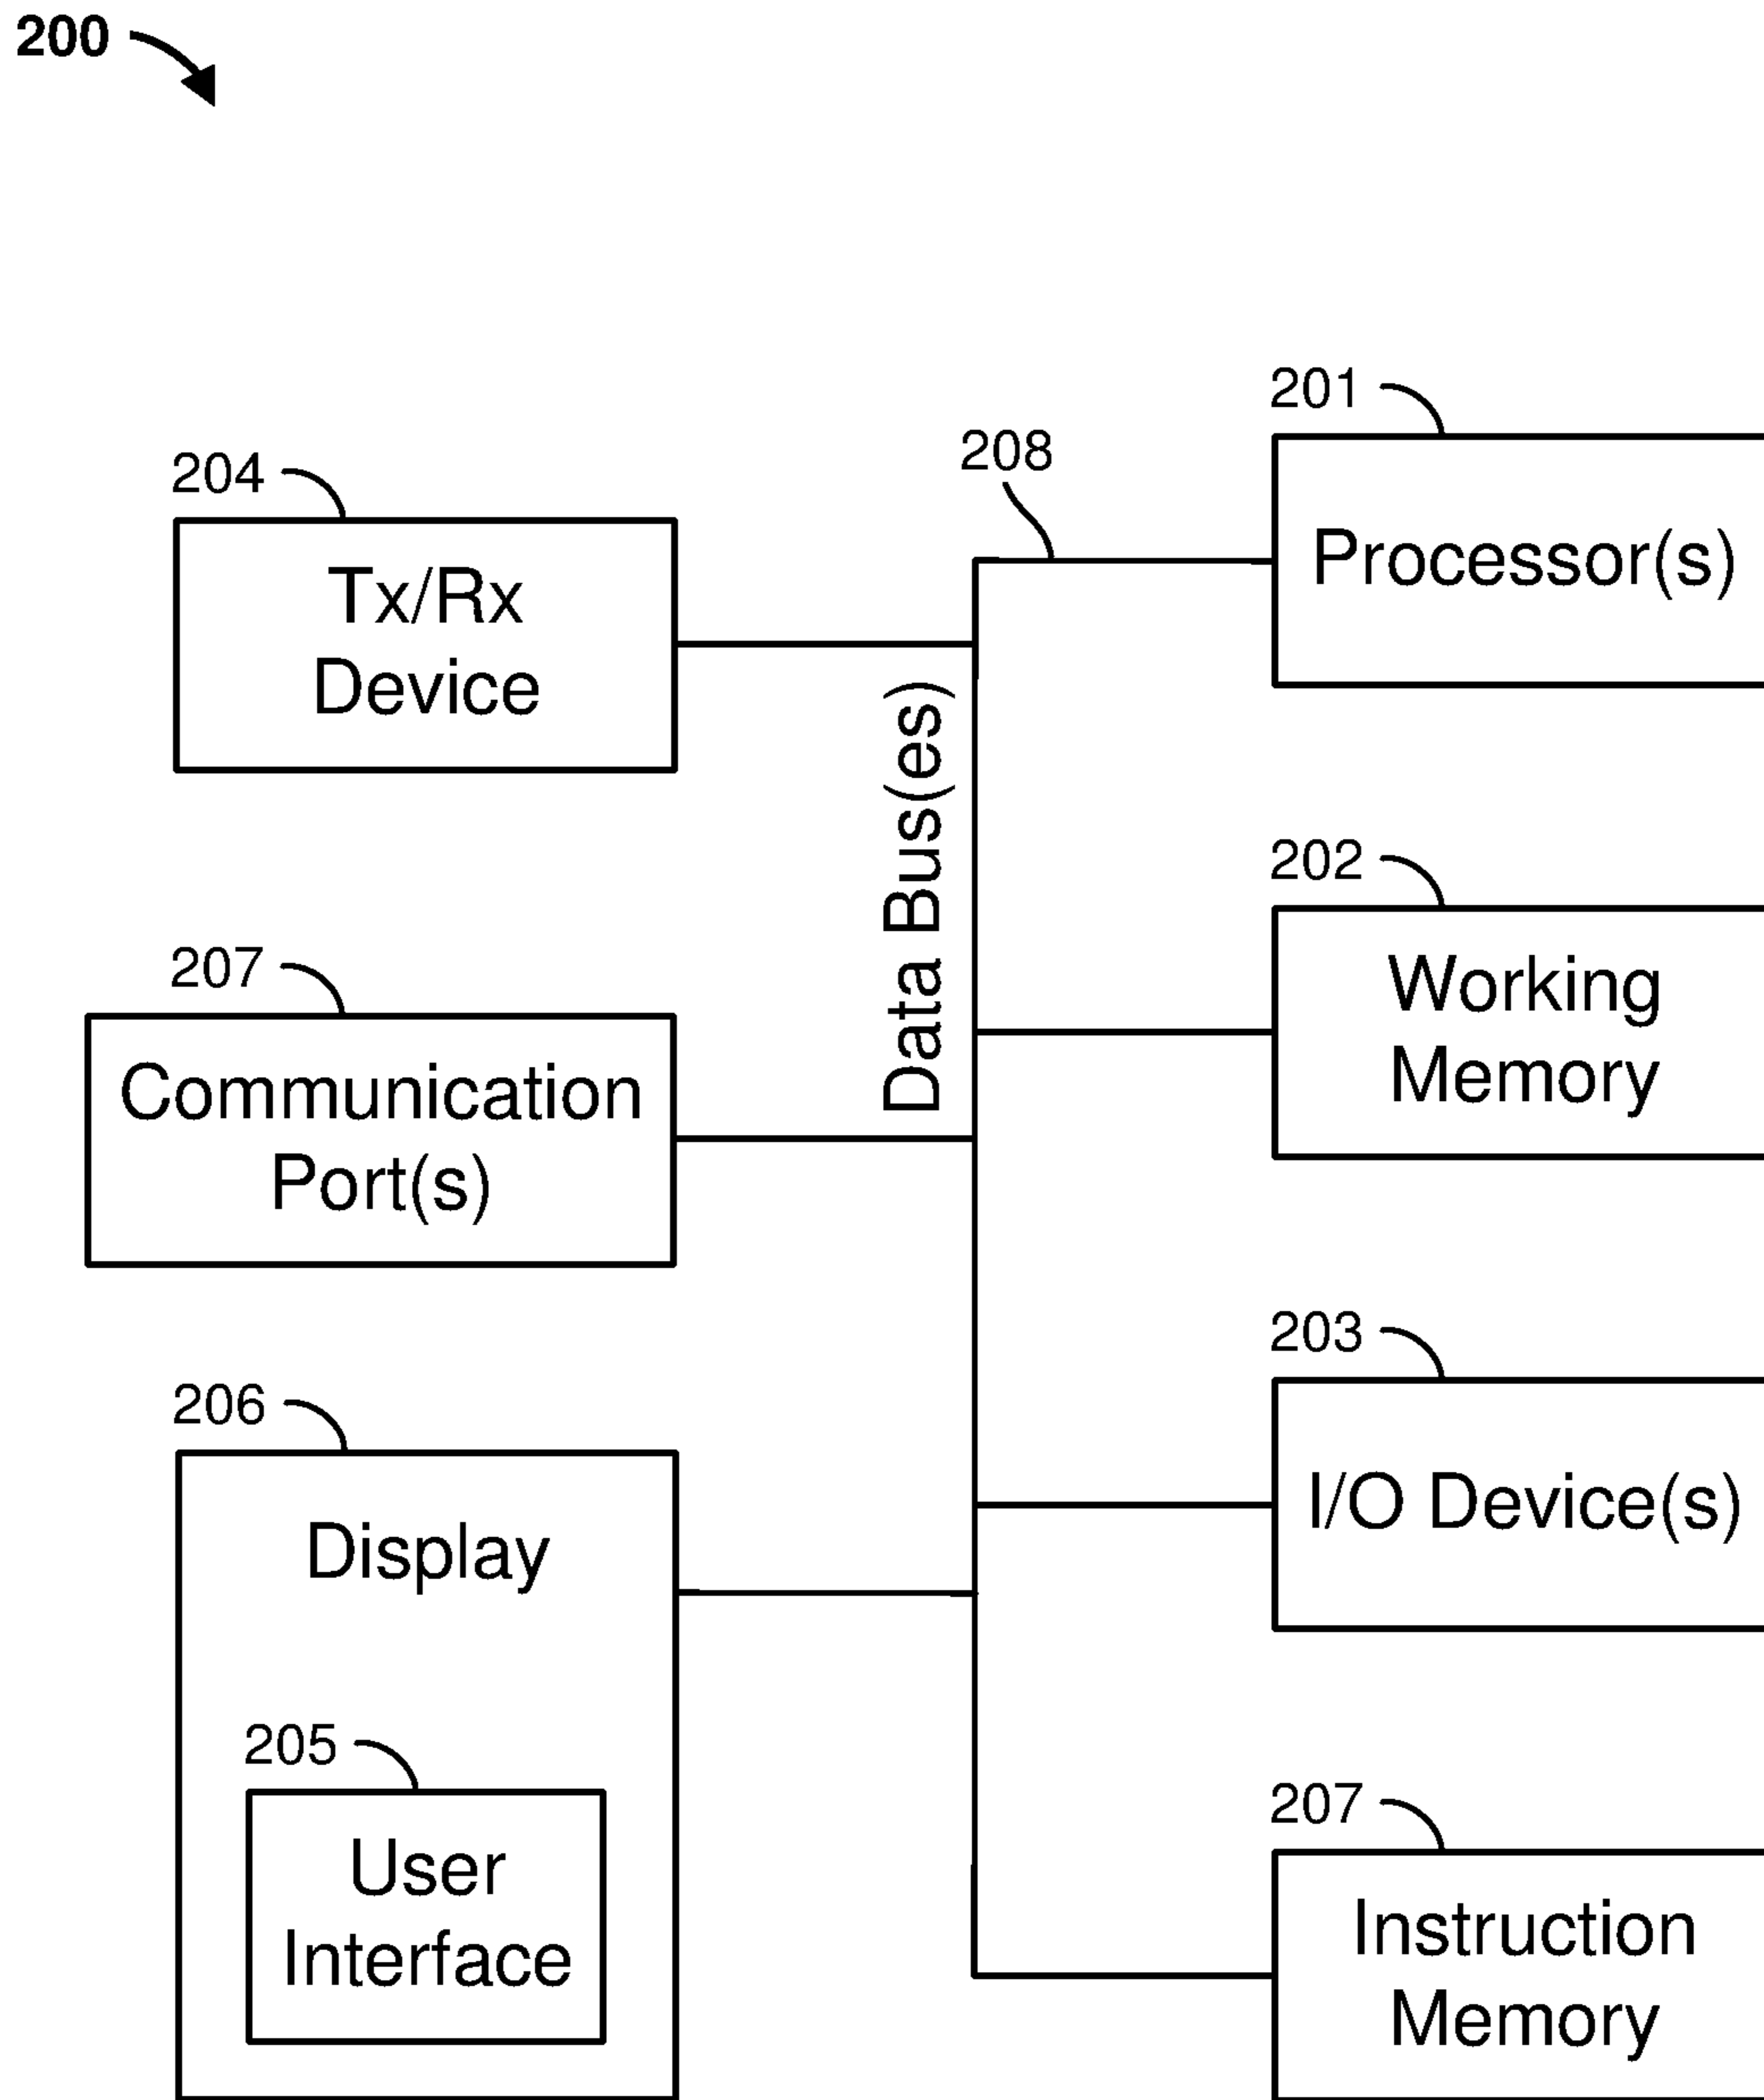 200
201
208
204
Processor(s)
Tx/Rx
Device
Data Bus(es)
202
207
Working
Memory
Communication
Port(s)
203
206
I/O Device(s)
Display
205
207
User
Interface
Instruction
Memory